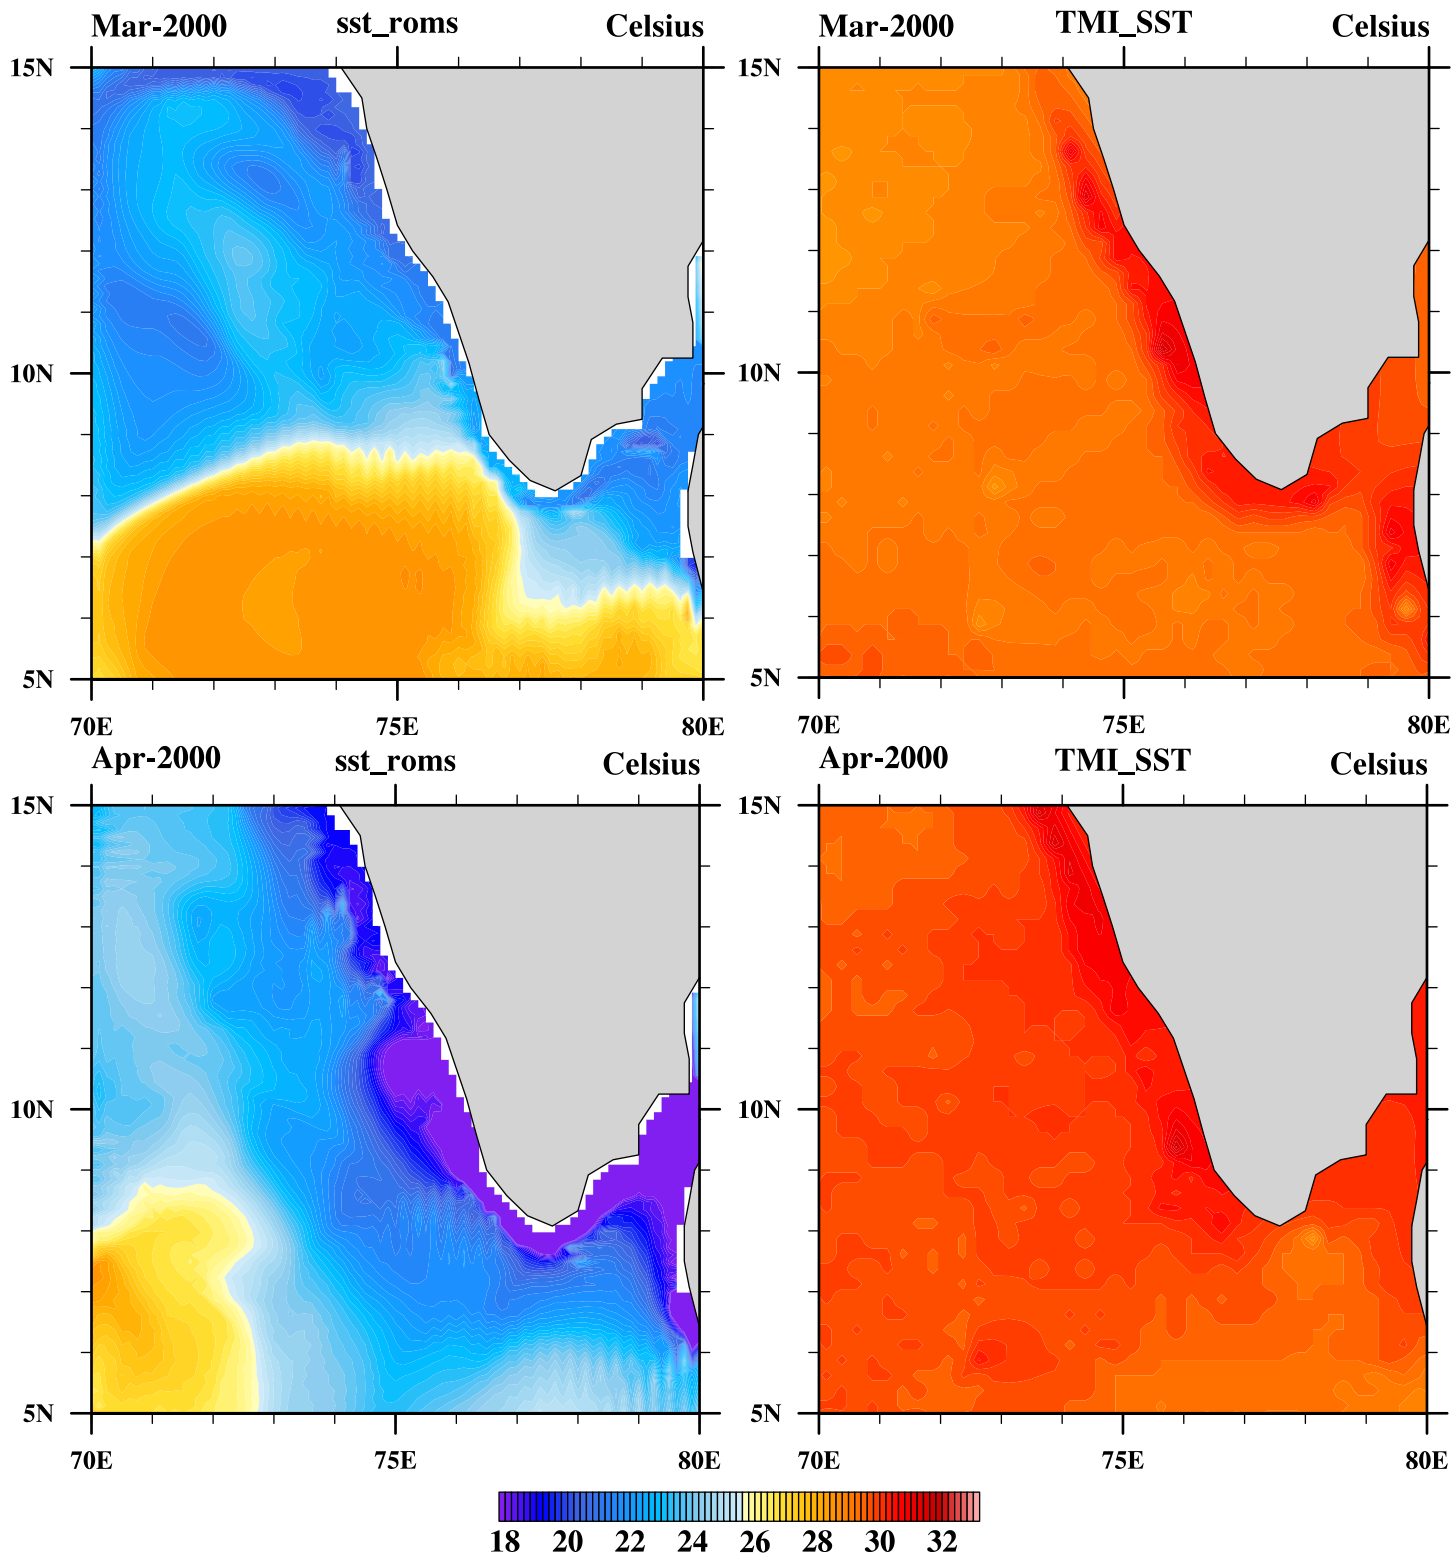 Mar-2000 sst_roms Celsius
Mar-2000 TMI_SST Celsius
15N
10N
5N
70E 75E 80E
15N
10N
5N
70E 75E 80E
Apr-2000 sst_roms Celsius
Apr-2000 TMI_SST Celsius
15N
10N
5N
70E 75E 80E
15N
10N
5N
70E 75E 80E
18 20 22 24 26 28 30 32